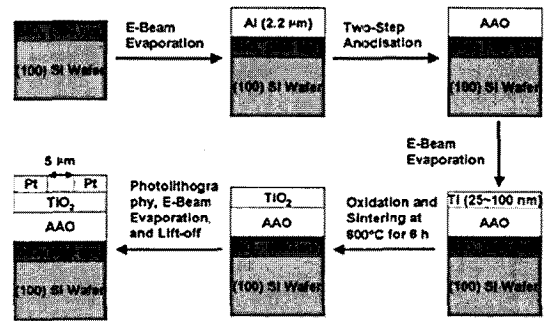 E-Beam
Evaporation
Al (2.2 μm)
Two-Step
Anodisation
AAO
(100) Si Wafer
(100) Si Wafer
(100) Si Wafer
E-Beam
Evaporation
5 μm
Pt
Pt
TiO2
AAO
(100) Si Wafer
Photolithogra
phy, E-Beam
Evaporation,
and Lift-off
TiO2
AAO
(100) Si Wafer
Oxidation and
Sintering at
600°C for 6 h
Ti (25~100 nm)
AAO
(100) Si Wafer